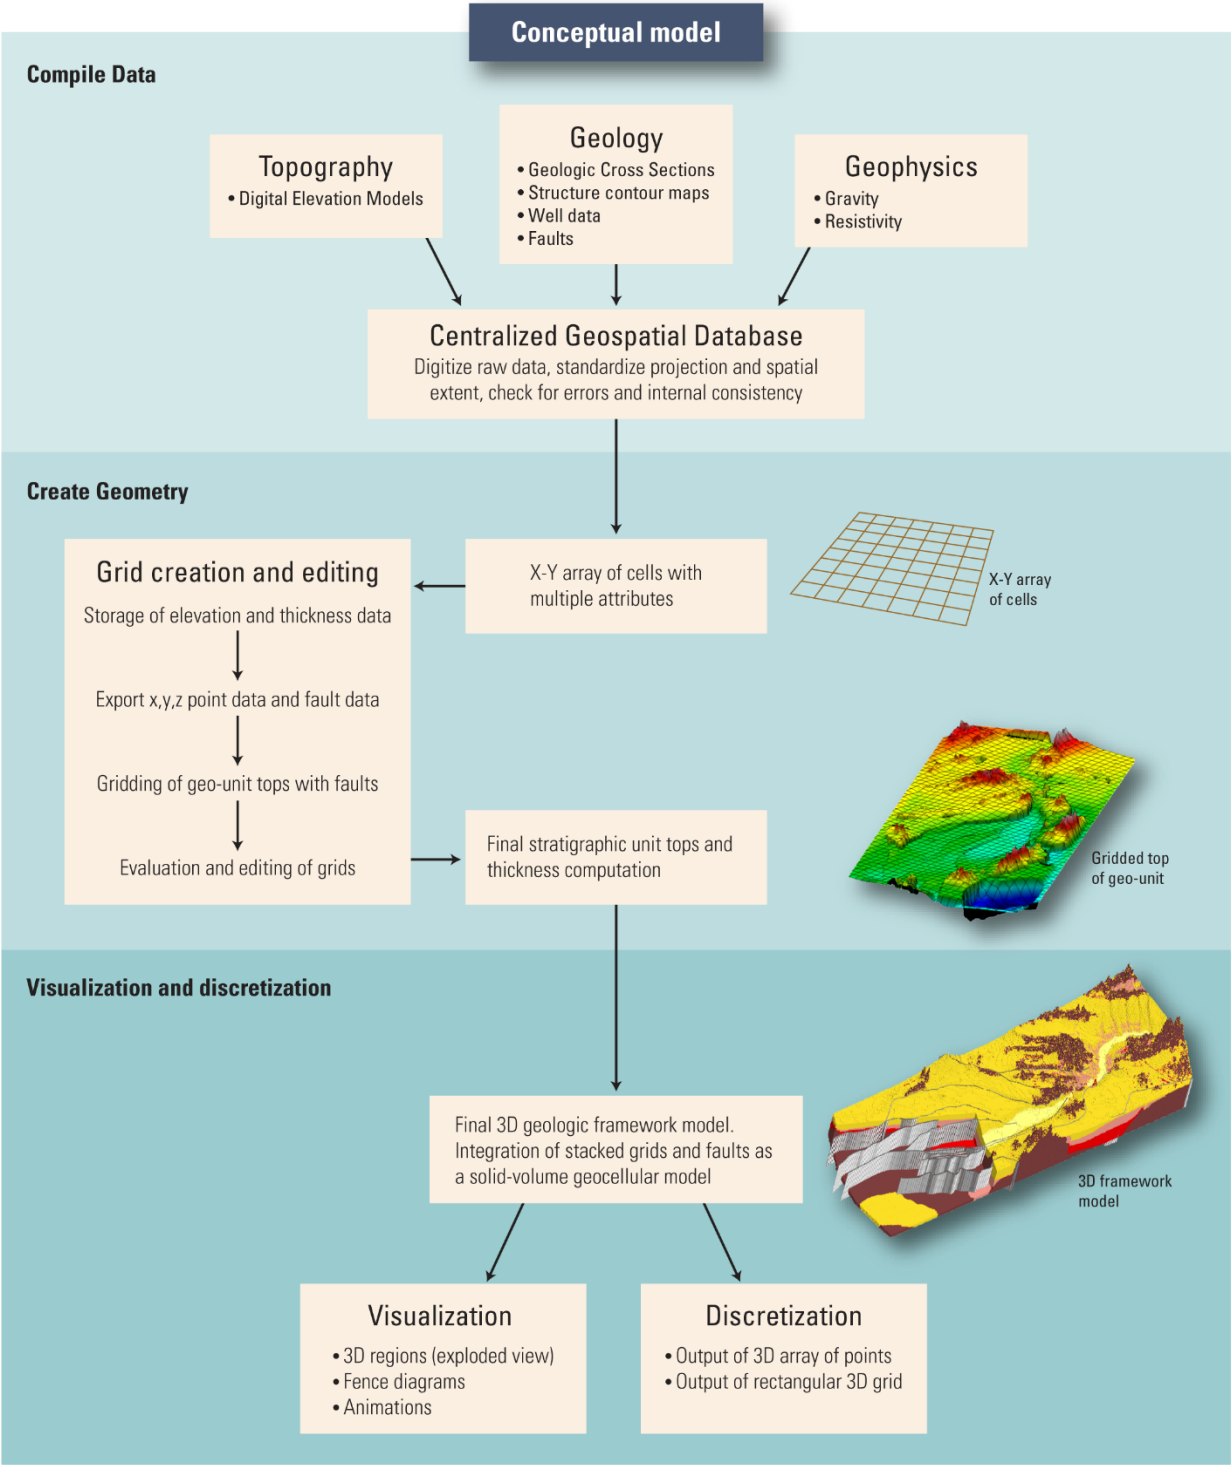 Conceptual model
Compile Data
Topography
• Digital Elevation Models
Geology
• Geologic Cross Sections
• Structure contour maps
• Well data
• Faults
Geophysics
• Gravity
• Resistivity
Centralized Geospatial Database
Digitize raw data, standardize projection and spatial
extent, check for errors and internal consistency
Create Geometry
Grid creation and editing
Storage of elevation and thickness data
Export x,y,z point data and fault data
Gridding of geo-unit tops with faults
Evaluation and editing of grids
X-Y array of cells with
multiple attributes
X-Y array
of cells
Final stratigraphic unit tops and
thickness computation
Gridded top
of geo-unit
Visualization and discretization
Final 3D geologic framework model.
Integration of stacked grids and faults as
a solid-volume geocellular model
3D framework
model
Visualization
• 3D regions (exploded view)
• Fence diagrams
• Animations
Discretization
• Output of 3D array of points
• Output of rectangular 3D grid